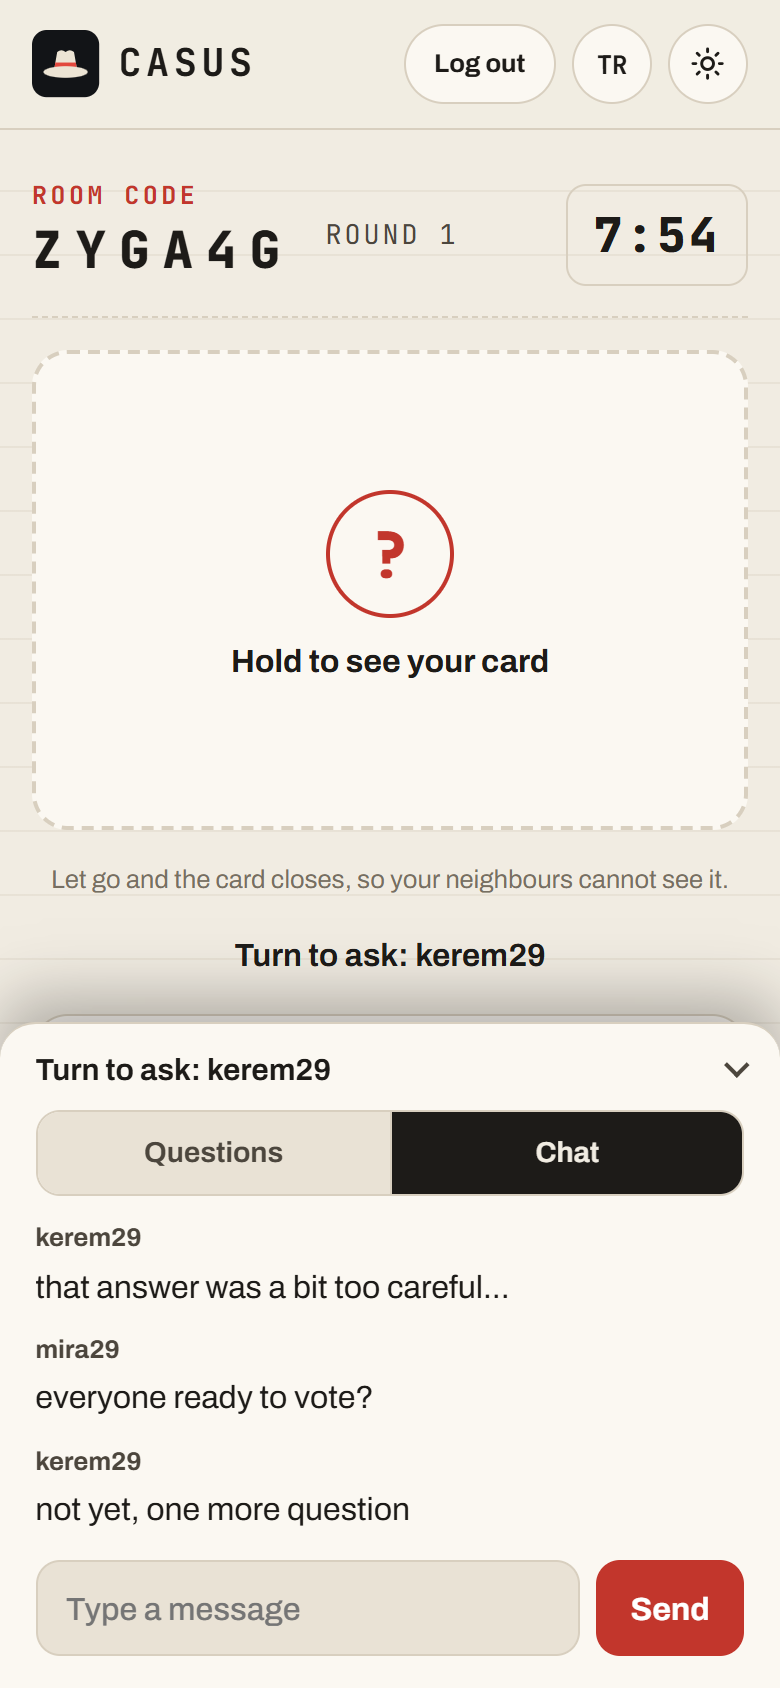 CASUS
Log out
TR
ROOM CODE
ZYGA4G
ROUND 1
7:54
?
Hold to see your card
Let go and the card closes, so your neighbours cannot see it.
Turn to ask: kerem29
Turn to ask: kerem29
Questions
Chat
kerem29
that answer was a bit too careful...
mira29
everyone ready to vote?
kerem29
not yet, one more question
Type a message
Send